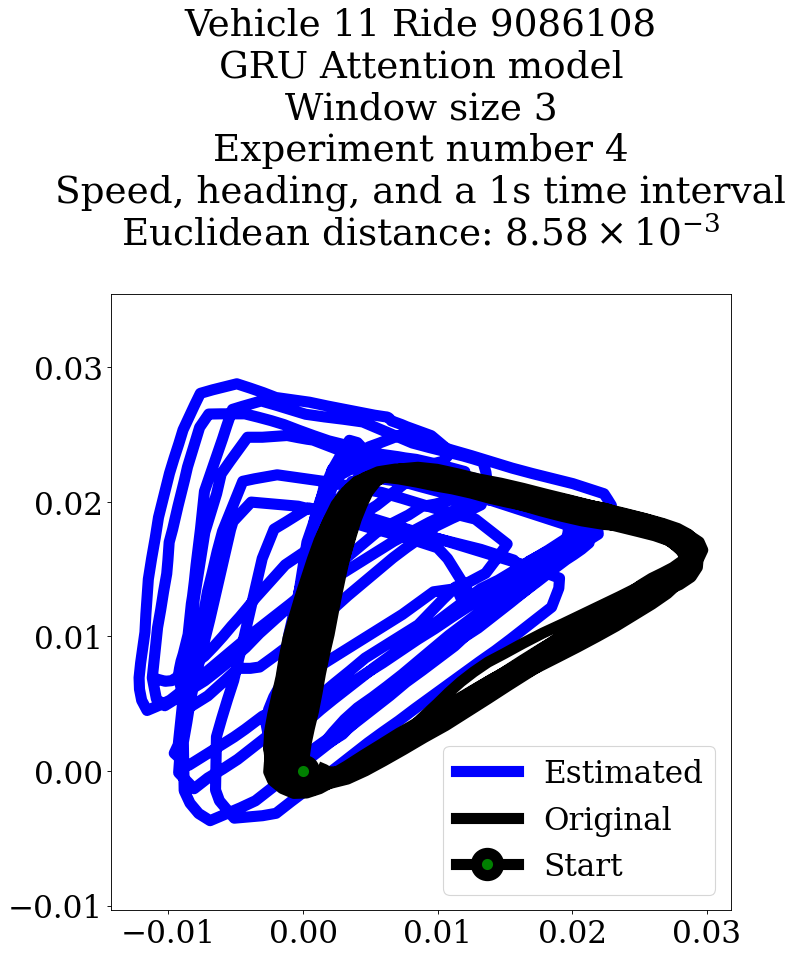 Vehicle 11 Ride 9086108
GRU Attention model
Window size 3
Experiment number 4
Speed, heading, and a 1s time interval
Euclidean distance: 8.58 × 10⁻³
0.03
0.02
0.01
0.00
−0.01
Estimated
Original
Start
−0.01 0.00 0.01 0.02 0.03